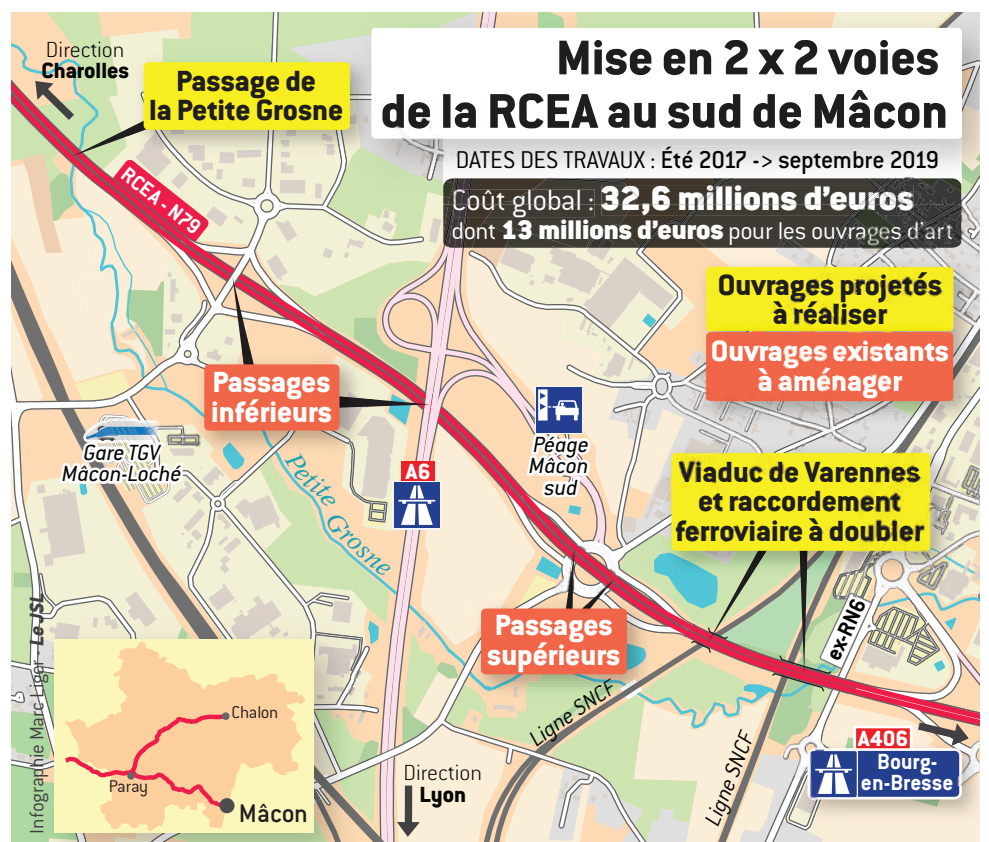 Mise en 2 x 2 voies
de la RCEA au sud de Mâcon
DATES DES TRAVAUX : Été 2017 -> septembre 2019
Coût global : 32,6 millions d'euros
dont 13 millions d'euros pour les ouvrages d'art
Direction
Charolles
Passage de
la Petite Grosne
RCEA - N79
Ouvrages projetés
à réaliser
Ouvrages existants
à aménager
Passages
inférieurs
Péage
Mâcon
sud
Gare TGV
Mâcon-Loché
Petite Grosne
A6
Viaduc de Varennes
et raccordement
ferroviaire à doubler
Passages
supérieurs
ex-RN6
Ligne SNCF
Ligne SNCF
A406
Bourg-
en-Bresse
Direction
Lyon
Chalon
Paray
Mâcon
Infographie Marc Liger - Le JSL